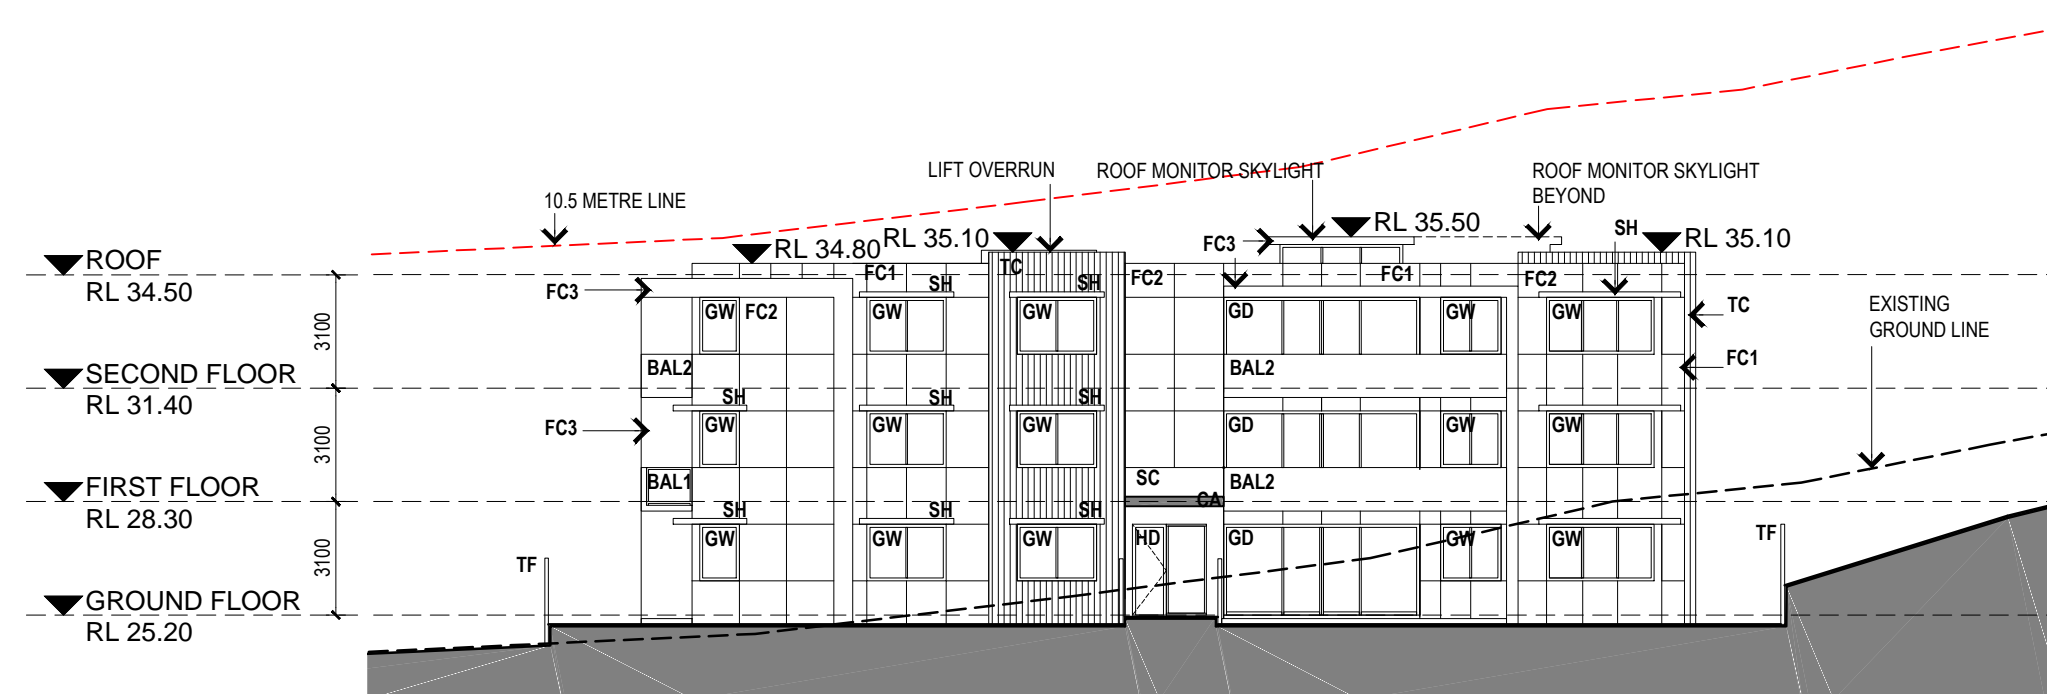 LIFT OVERRUN
ROOF MONITOR SKYLIGHT
ROOF MONITOR SKYLIGHT
BEYOND
10.5 METRE LINE
SH
RL 35.50
RL 35.10
RL 35.10
RL 34.80
FC3
ROOF
RL 34.50
FC1
TC
FC2
FC1
FC2
SH
SH
FC3
GW
FC2
GW
GW
GD
GW
GW
TC
EXISTING
GROUND LINE
3100
FC1
BAL2
BAL2
SECOND FLOOR
RL 31.40
SH
SH
SH
FC3
GW
GW
GW
GD
GW
GW
3100
BAL1
SC
BAL2
CA
FIRST FLOOR
RL 28.30
SH
SH
SH
GW
GW
GW
HD
GD
GW
GW
TF
TF
3100
GROUND FLOOR
RL 25.20